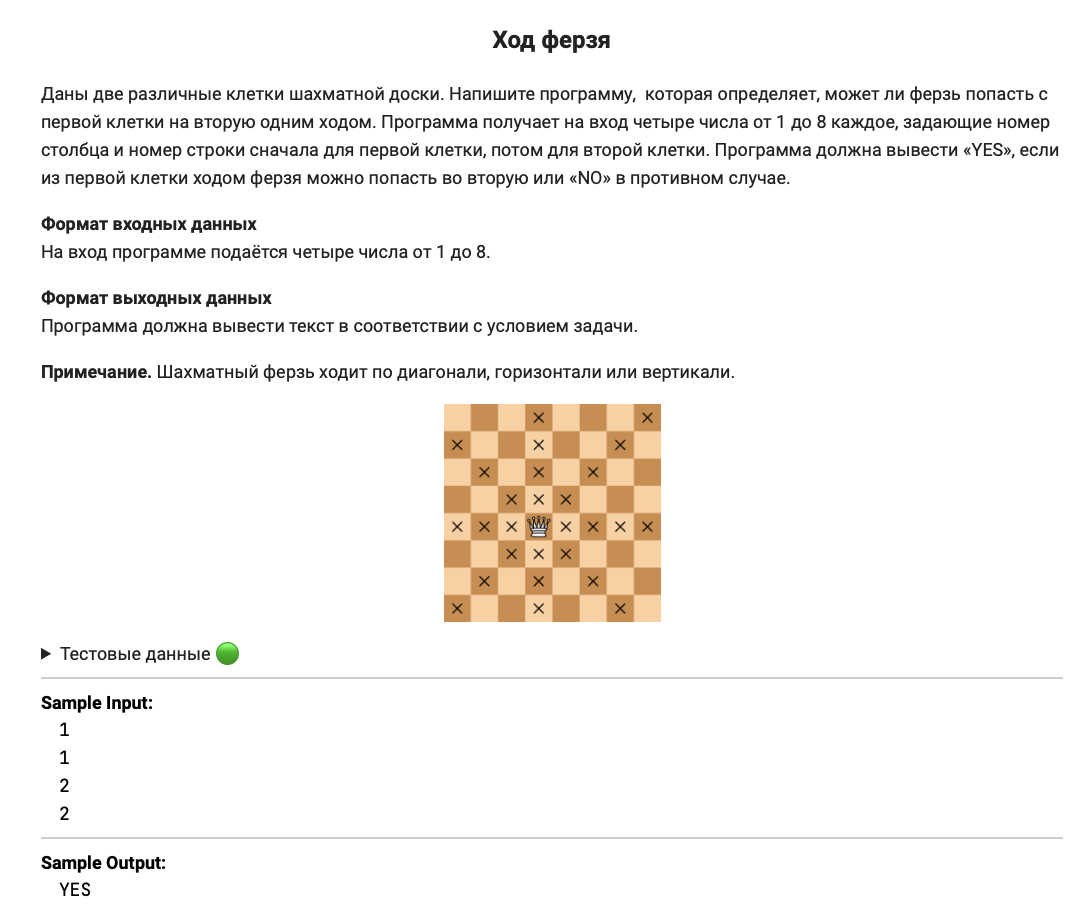 Ход ферзя
Даны две различные клетки шахматной доски. Напишите программу,  которая определяет, может ли ферзь попасть с
первой клетки на вторую одним ходом. Программа получает на вход четыре числа от 1 до 8 каждое, задающие номер
столбца и номер строки сначала для первой клетки, потом для второй клетки. Программа должна вывести «YES», если
из первой клетки ходом ферзя можно попасть во вторую или «NO» в противном случае.
Формат входных данных
На вход программе подаётся четыре числа от 1 до 8.
Формат выходных данных
Программа должна вывести текст в соответствии с условием задачи.
Примечание. Шахматный ферзь ходит по диагонали, горизонтали или вертикали.
Тестовые данные
Sample Input:
1
1
2
2
Sample Output:
YES